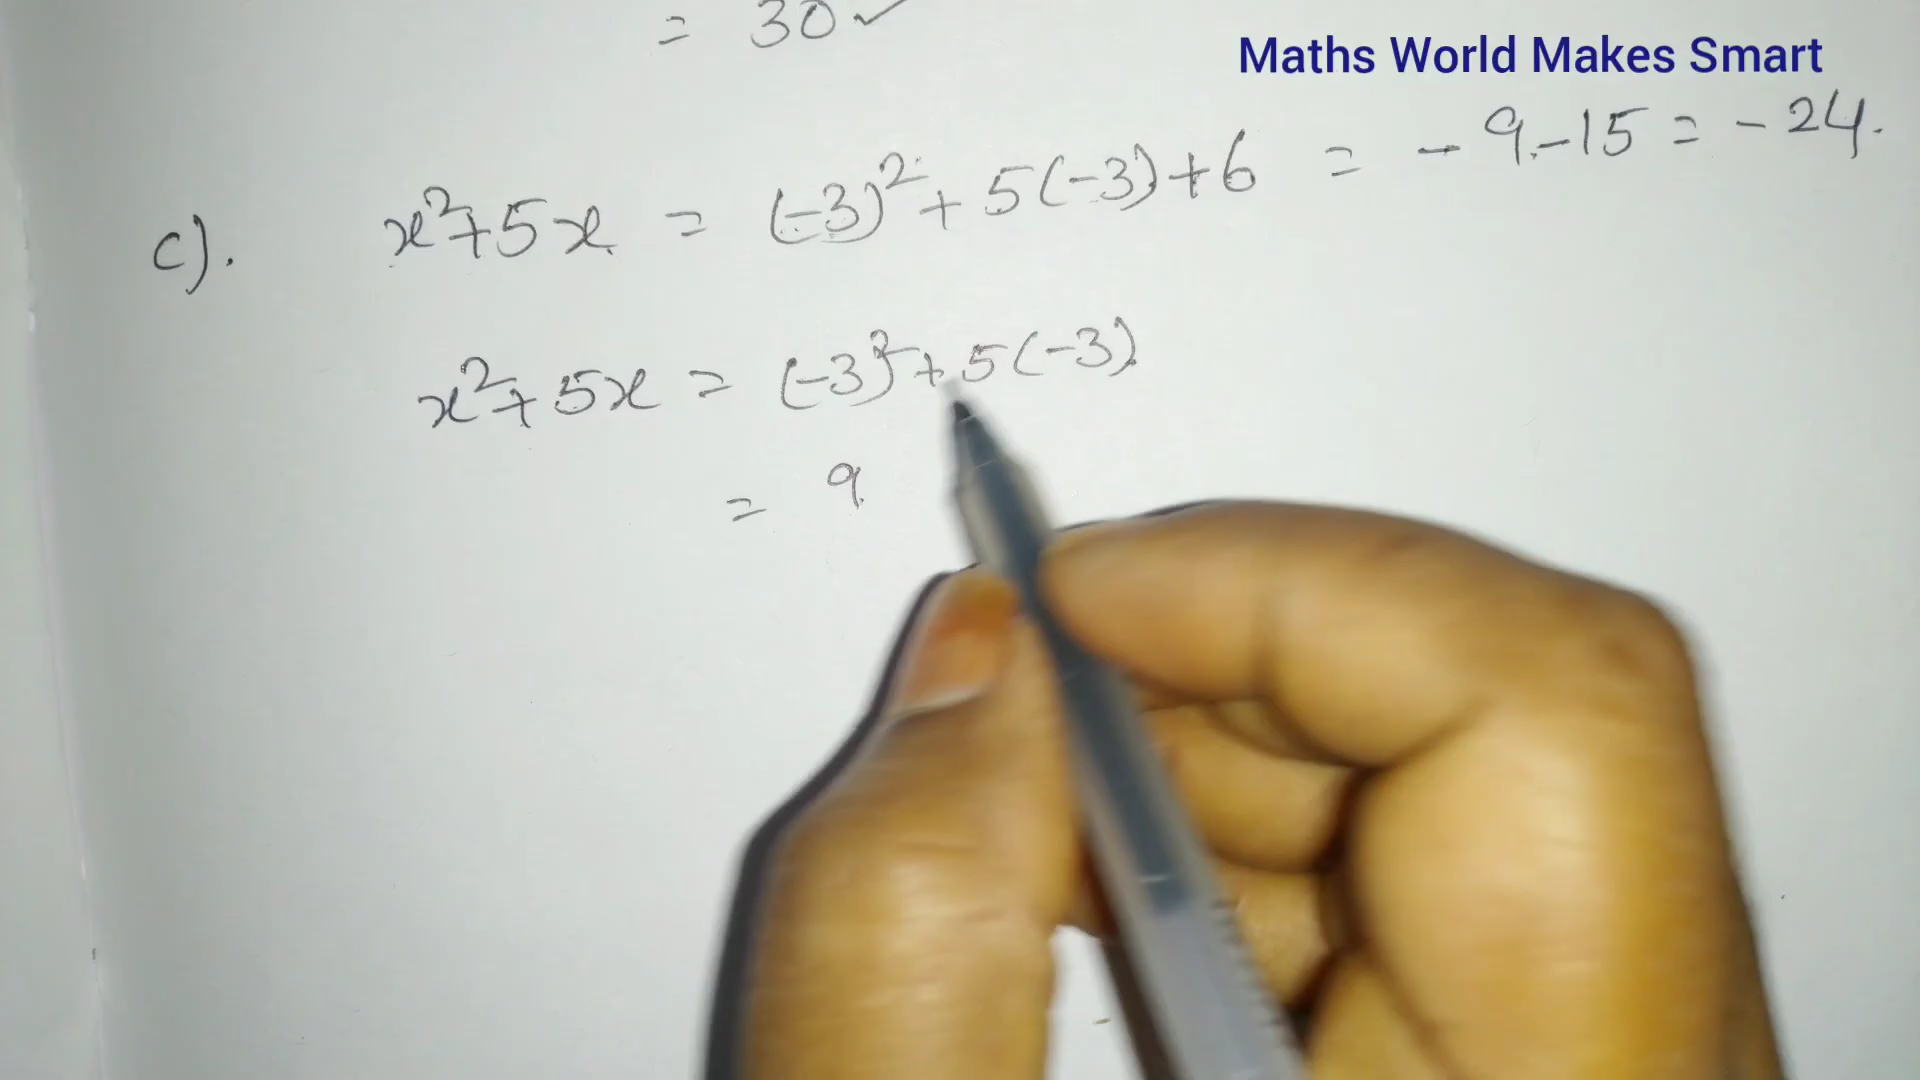 = 30 ✓
Maths World Makes Smart
c). x²+5x = (-3)²+5(-3)+6 = -9-15 = -24.
x²+5x = (-3)²+5(-3)
= 9